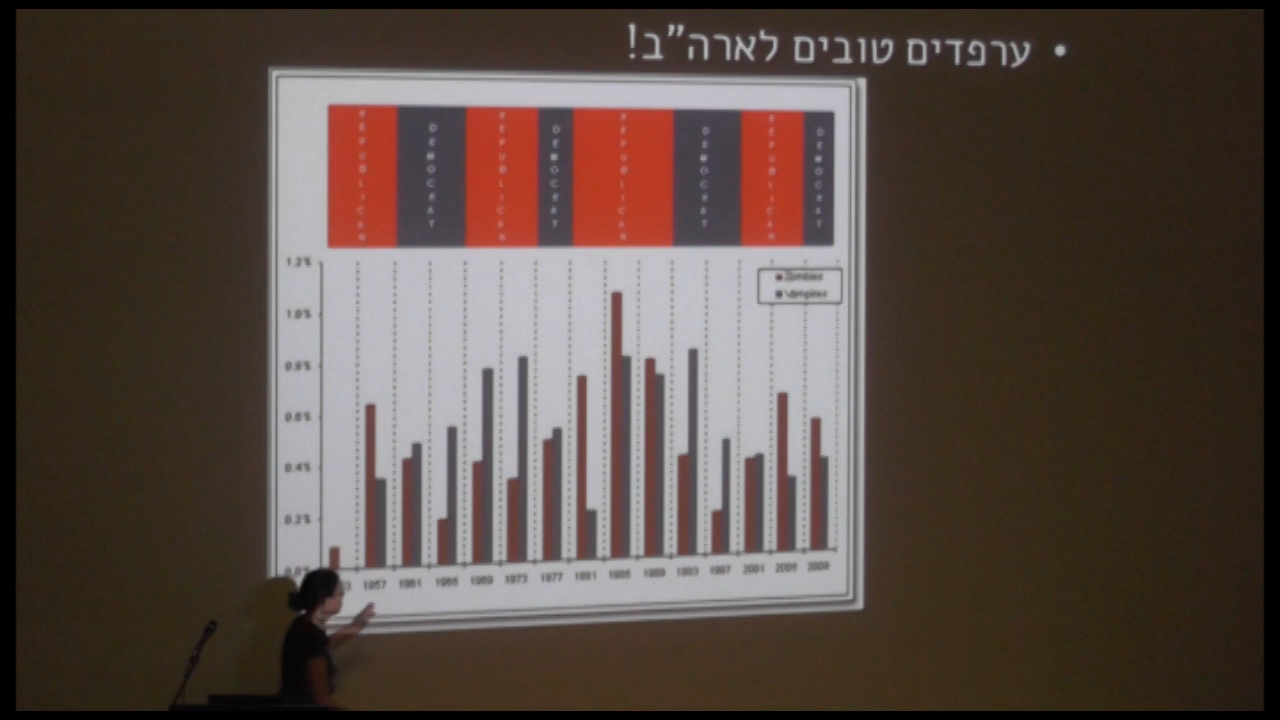 • ערפדים טובים לארה"ב!
REPUBLICAN DEMOCRAT REPUBLICAN DEMOCRAT REPUBLICAN DEMOCRAT REPUBLICAN DEMOCRAT
Zombies
Vampires
1.2%
1.0%
0.8%
0.6%
0.4%
0.2%
0.0%
1957 1961 1965 1969 1973 1977 1981 1985 1989 1993 1997 2001 2005 2009